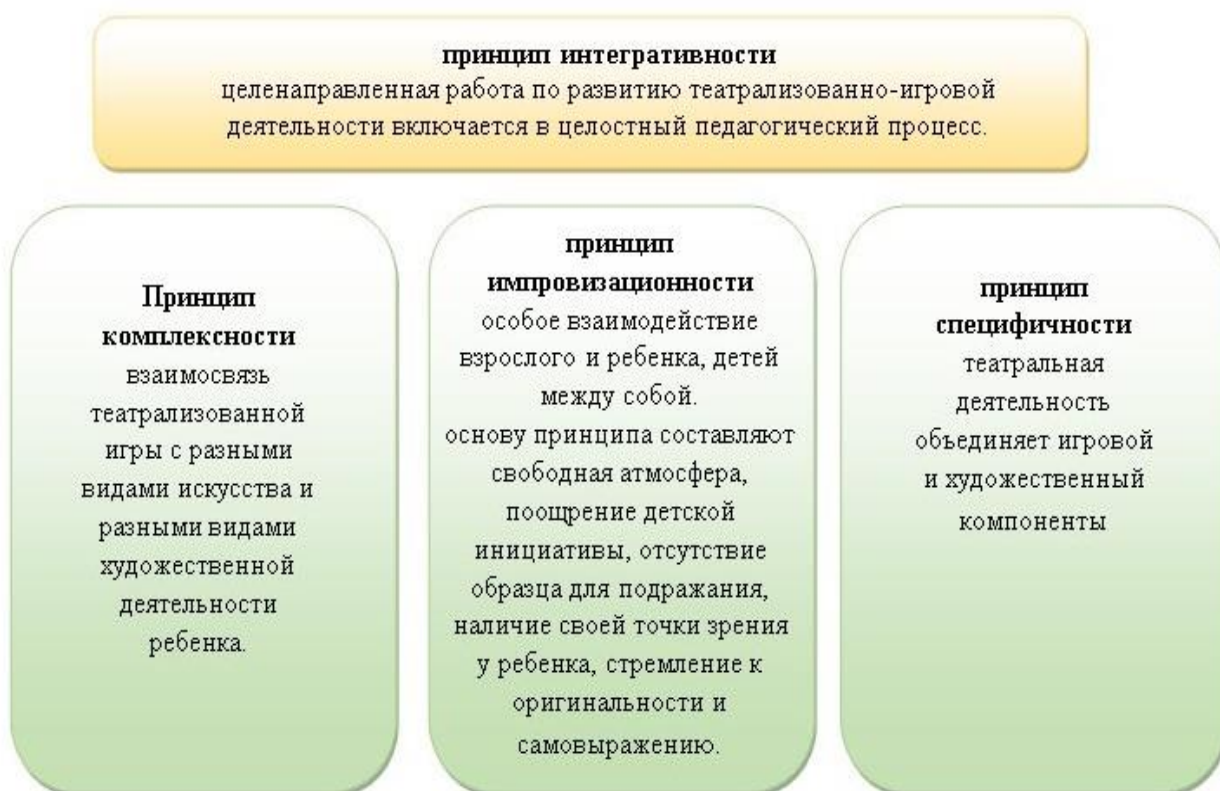 принцип интегративности
целенаправленная работа по развитию театрализованно-игровой
деятельности включается в целостный педагогический процесс.
Принцип
комплексности
взаимосвязь
театрализованной
игры с разными
видами искусства и
разными видами
художественной
деятельности
ребенка.
принцип
импровизационности
особое взаимодействие
взрослого и ребенка, детей
между собой.
основу принципа составляют
свободная атмосфера,
поощрение детской
инициативы, отсутствие
образца для подражания,
наличие своей точки зрения
у ребенка, стремление к
оригинальности и
самовыражению.
принцип
специфичности
театральная
деятельность
объединяет игровой
и художественный
компоненты